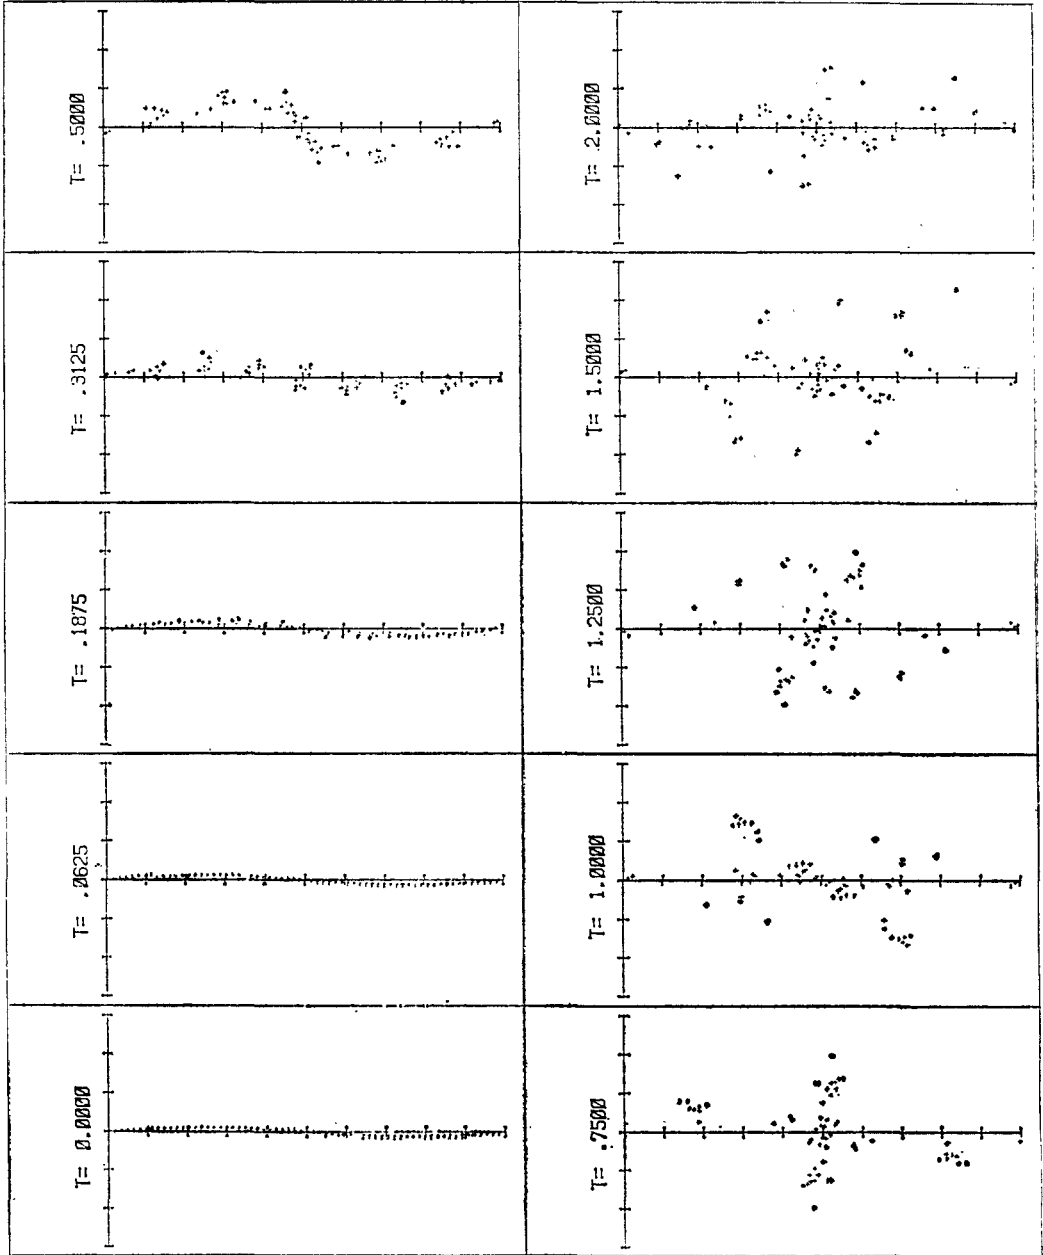 T= .5000
T= .3125
T= .1875
T= .0625
T= 0.0000
T= 2.0000
T= 1.5000
T= 1.2500
T= 1.0000
T= .7500